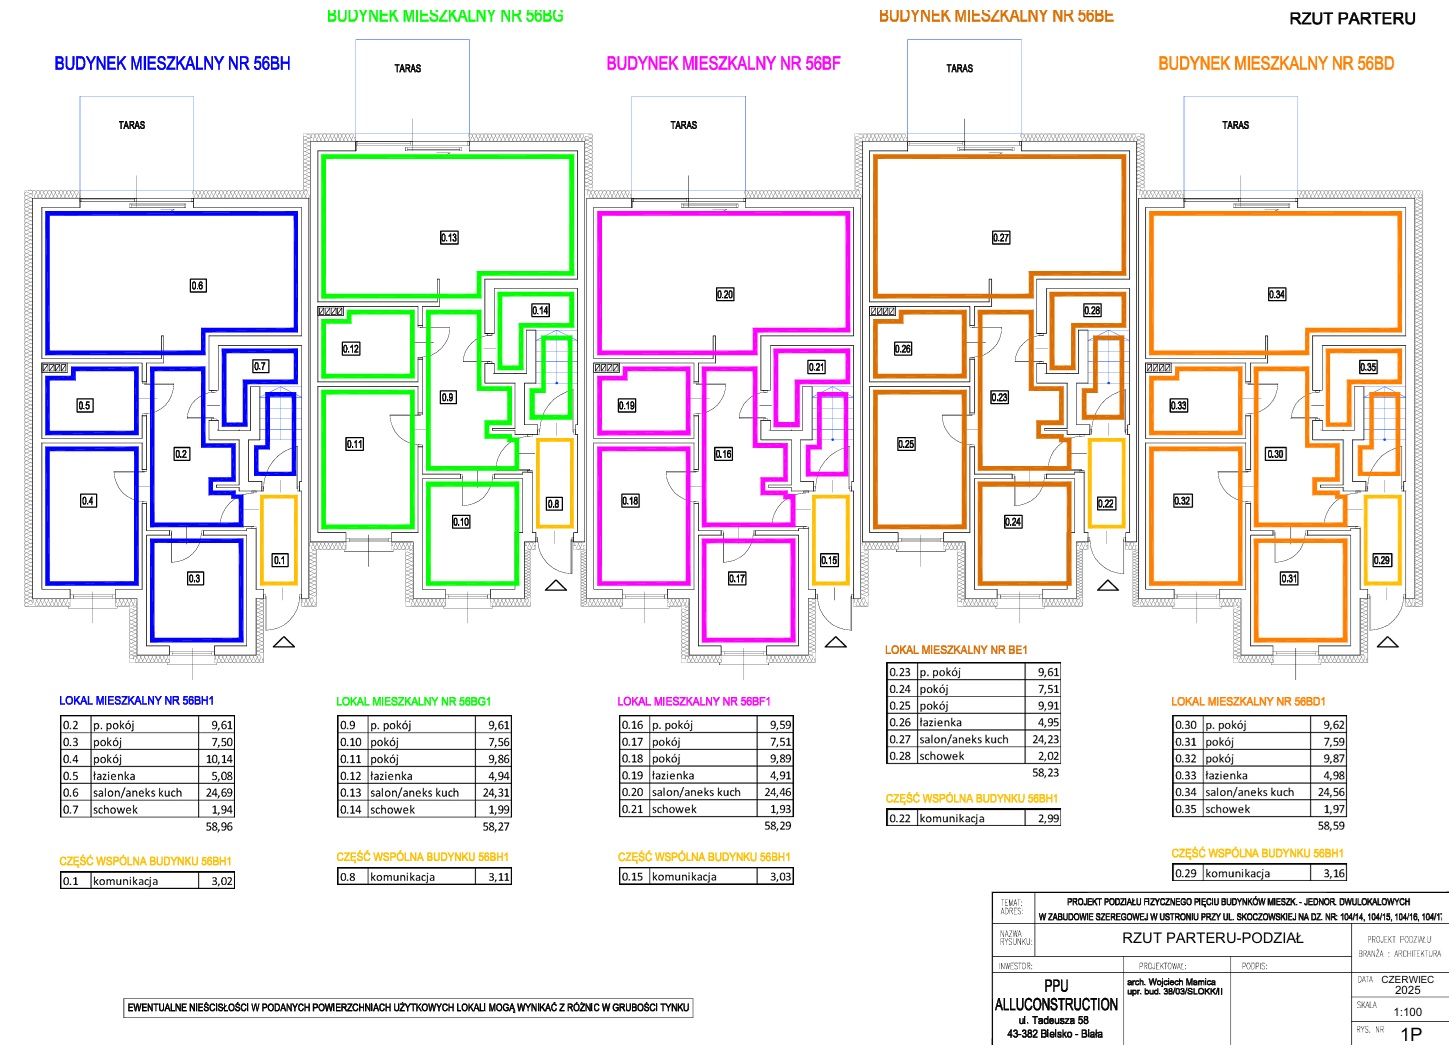 BUDYNEK MIESZKALNY NR 56BG
BUDYNEK MIESZKALNY NR 56BE
RZUT PARTERU
BUDYNEK MIESZKALNY NR 56BH
BUDYNEK MIESZKALNY NR 56BF
BUDYNEK MIESZKALNY NR 56BD
TARAS
TARAS
TARAS
TARAS
TARAS
0.6
0.7
0.5
0.2
0.4
0.1
0.3
0.13
0.14
0.12
0.9
0.11
0.8
0.10
0.20
0.21
0.19
0.16
0.18
0.15
0.17
0.27
0.28
0.26
0.23
0.25
0.22
0.24
0.34
0.35
0.33
0.30
0.32
0.29
0.31
LOKAL MIESZKALNY NR 56BH1
0.2 p. pokój 9,61
0.3 pokój 7,50
0.4 pokój 10,14
0.5 łazienka 5,08
0.6 salon/aneks kuch 24,69
0.7 schowek 1,94
58,96
CZĘŚĆ WSPÓLNA BUDYNKU 56BH1
0.1 komunikacja 3,02
LOKAL MIESZKALNY NR 56BG1
0.9 p. pokój 9,61
0.10 pokój 7,56
0.11 pokój 9,86
0.12 łazienka 4,94
0.13 salon/aneks kuch 24,31
0.14 schowek 1,99
58,27
CZĘŚĆ WSPÓLNA BUDYNKU 56BH1
0.8 komunikacja 3,11
LOKAL MIESZKALNY NR 56BF1
0.16 p. pokój 9,59
0.17 pokój 7,51
0.18 pokój 9,89
0.19 łazienka 4,91
0.20 salon/aneks kuch 24,46
0.21 schowek 1,93
58,29
CZĘŚĆ WSPÓLNA BUDYNKU 56BH1
0.15 komunikacja 3,03
LOKAL MIESZKALNY NR BE1
0.23 p. pokój 9,61
0.24 pokój 7,51
0.25 pokój 9,91
0.26 łazienka 4,95
0.27 salon/aneks kuch 24,23
0.28 schowek 2,02
58,23
CZĘŚĆ WSPÓLNA BUDYNKU 56BH1
0.22 komunikacja 2,99
LOKAL MIESZKALNY NR 56BD1
0.30 p. pokój 9,62
0.31 pokój 7,59
0.32 pokój 9,87
0.33 łazienka 4,98
0.34 salon/aneks kuch 24,56
0.35 schowek 1,97
58,59
CZĘŚĆ WSPÓLNA BUDYNKU 56BH1
0.29 komunikacja 3,16
EWENTUALNE NIEŚCISŁOŚCI W PODANYCH POWIERZCHNIACH UŻYTKOWYCH LOKALI MOGĄ WYNIKAĆ Z RÓŻNIC W GRUBOŚCI TYNKU
TEMAT:
ADRES:
PROJEKT PODZIAŁU FIZYCZNEGO PIĘCIU BUDYNKÓW MIESZK. - JEDNOR. DWULOKALOWYCH
W ZABUDOWIE SZEREGOWEJ W USTRONIU PRZY UL. SKOCZOWSKIEJ NA DZ. NR: 104/14, 104/15, 104/16, 104/17
NAZWA
RYSUNKU:
RZUT PARTERU-PODZIAŁ
PROJEKT PODZIAŁU
BRANŻA : ARCHITEKTURA
INWESTOR:
PPU
ALLUCONSTRUCTION
ul. Tadeusza 58
43-382 Bielsko - Biała
PROJEKTOWAŁ:
arch. Wojciech Mamica
upr. bud. 38/03/SLOKK/II
PODPIS:
DATA CZERWIEC
2025
SKALA
1:100
RYS. NR 1P